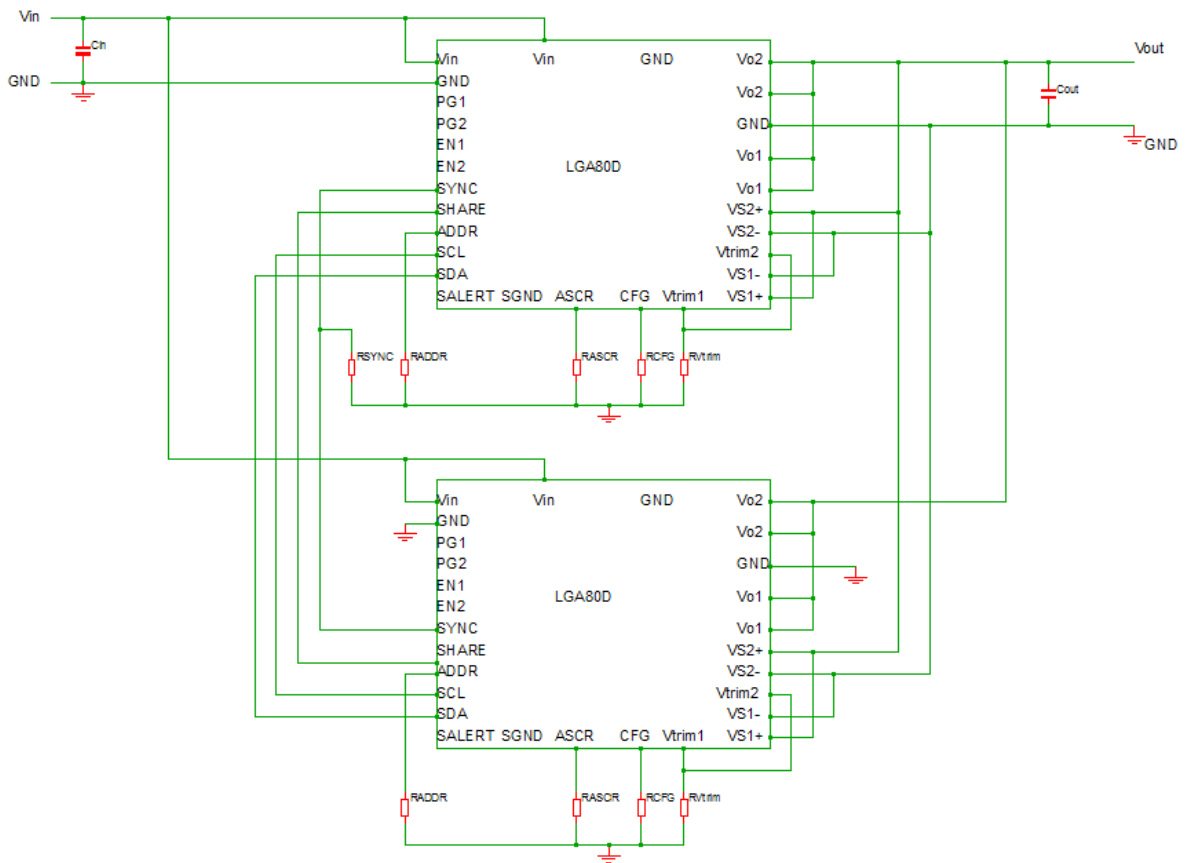 Vin
Cin
GND
Vin Vin GND Vo2
GND
PG1 Vo2
PG2 GND
EN1 Vo1
EN2 LGA80D
SYNC Vo1
SHARE VS2+
ADDR VS2-
SCL Vtrim2
SDA VS1-
SALERT SGND ASCR CFG Vtrim1 VS1+
Vout
Cout
GND
RSYNC RADDR RASCR RCFG RVtrim
Vin Vin GND Vo2
GND
PG1 Vo2
PG2 GND
EN1
EN2 LGA80D Vo1
SYNC Vo1
SHARE VS2+
ADDR VS2-
SCL Vtrim2
SDA VS1-
SALERT SGND ASCR CFG Vtrim1 VS1+
RADDR RASCR RCFG RVtrim